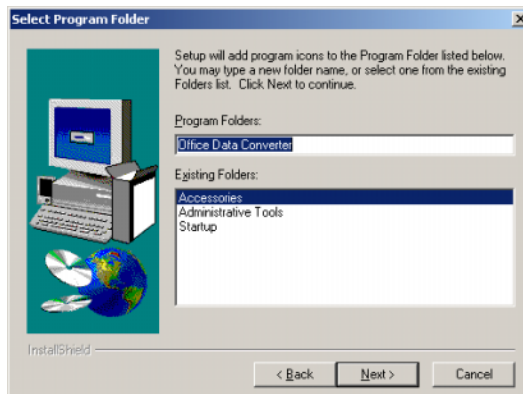 Select Program Folder
Setup will add program icons to the Program Folder listed below.
You may type a new folder name, or select one from the existing
Folders list. Click Next to continue.
Program Folders:
Office Data Converter
Existing Folders:
Accessories
Administrative Tools
Startup
InstallShield
< Back
Next >
Cancel